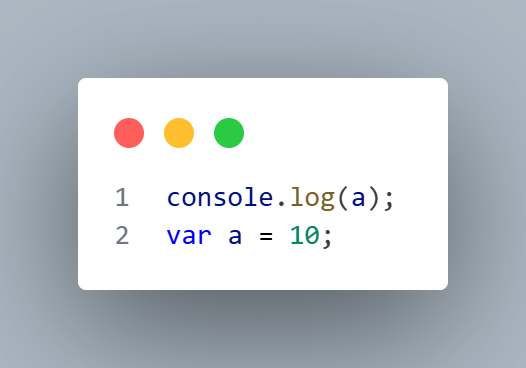 1 console.log(a);
2 var a = 10;